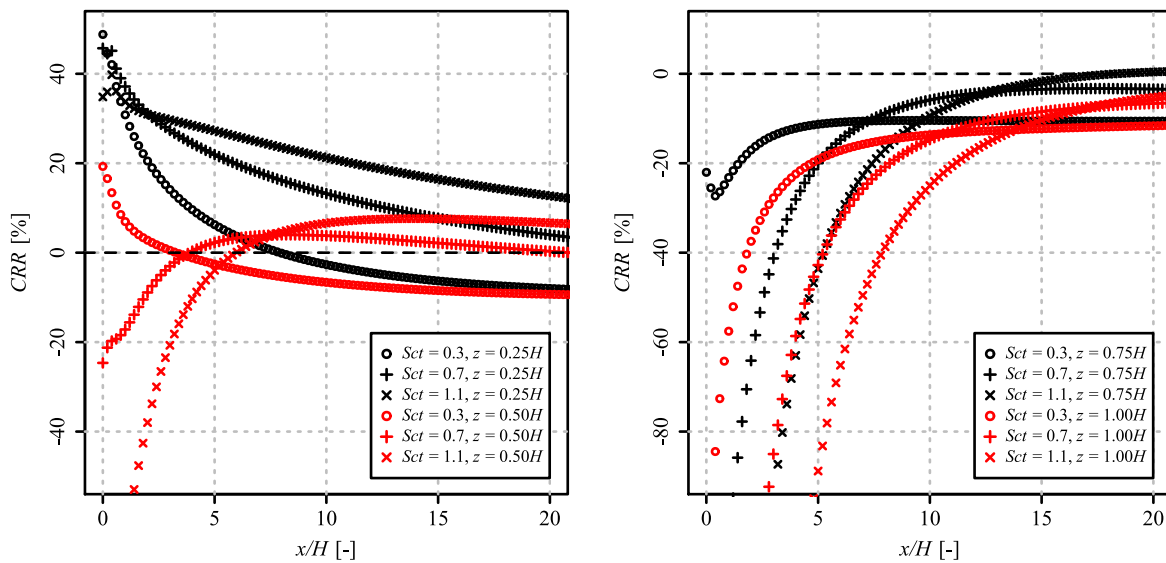 CRR [%]
40
20
0
-20
-40
Sct = 0.3, z = 0.25H
Sct = 0.7, z = 0.25H
Sct = 1.1, z = 0.25H
Sct = 0.3, z = 0.50H
Sct = 0.7, z = 0.50H
Sct = 1.1, z = 0.50H
0 5 10 15 20
x/H [-]
CRR [%]
0
-20
-40
-60
-80
Sct = 0.3, z = 0.75H
Sct = 0.7, z = 0.75H
Sct = 1.1, z = 0.75H
Sct = 0.3, z = 1.00H
Sct = 0.7, z = 1.00H
Sct = 1.1, z = 1.00H
0 5 10 15 20
x/H [-]